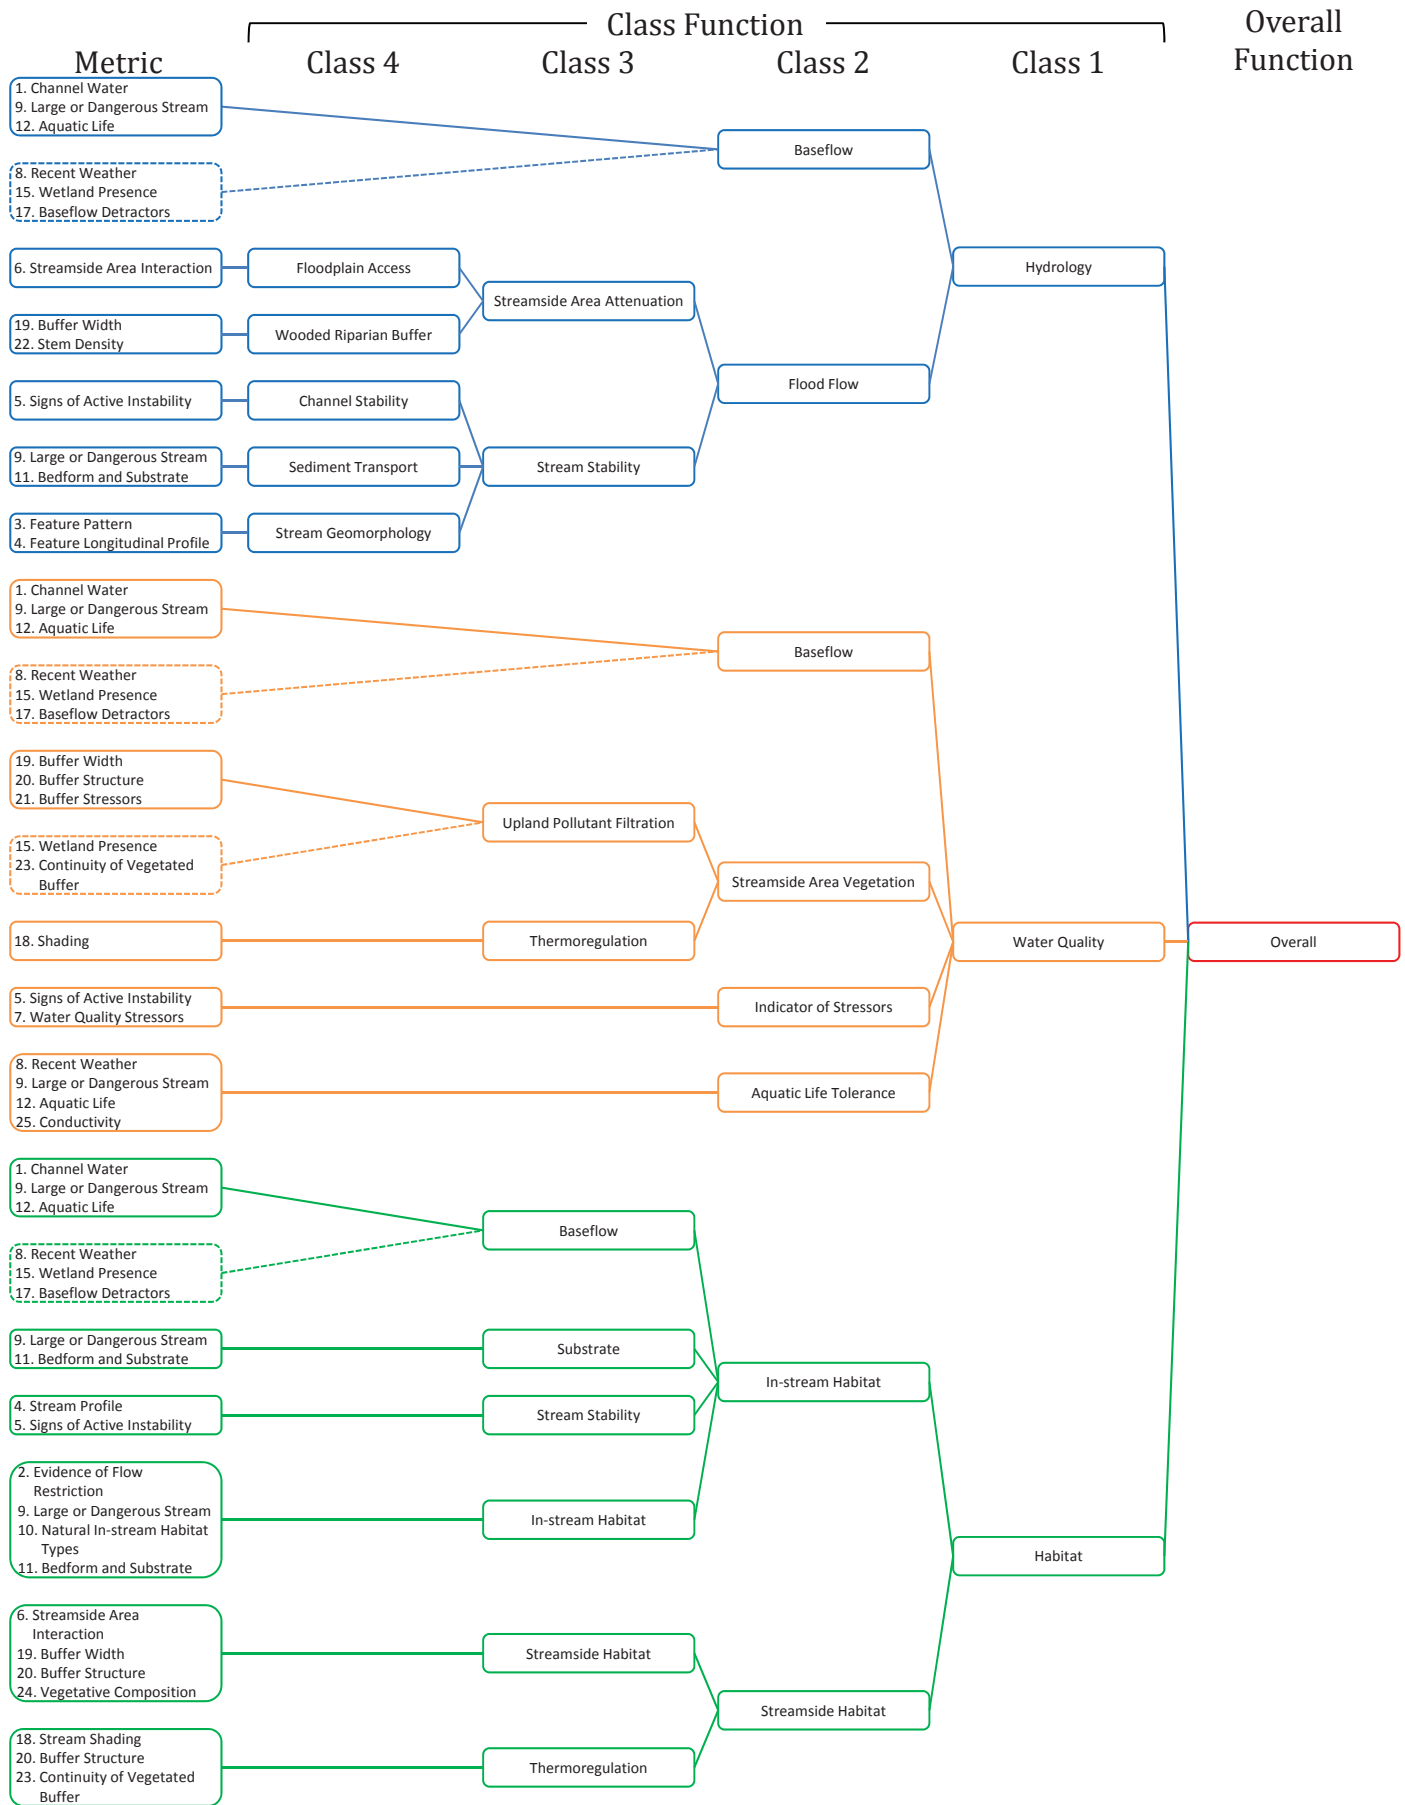 Class Function
Overall
Function
Metric
Class 4
Class 3
Class 2
Class 1
1. Channel Water
9. Large or Dangerous Stream
12. Aquatic Life
Baseflow
8. Recent Weather
15. Wetland Presence
17. Baseflow Detractors
6. Streamside Area Interaction
Floodplain Access
Hydrology
Streamside Area Attenuation
19. Buffer Width
22. Stem Density
Wooded Riparian Buffer
Flood Flow
5. Signs of Active Instability
Channel Stability
9. Large or Dangerous Stream
11. Bedform and Substrate
Sediment Transport
Stream Stability
3. Feature Pattern
4. Feature Longitudinal Profile
Stream Geomorphology
1. Channel Water
9. Large or Dangerous Stream
12. Aquatic Life
Baseflow
8. Recent Weather
15. Wetland Presence
17. Baseflow Detractors
19. Buffer Width
20. Buffer Structure
21. Buffer Stressors
Upland Pollutant Filtration
15. Wetland Presence
23. Continuity of Vegetated
Buffer
Streamside Area Vegetation
18. Shading
Thermoregulation
Water Quality
Overall
5. Signs of Active Instability
7. Water Quality Stressors
Indicator of Stressors
8. Recent Weather
9. Large or Dangerous Stream
12. Aquatic Life
25. Conductivity
Aquatic Life Tolerance
1. Channel Water
9. Large or Dangerous Stream
12. Aquatic Life
Baseflow
8. Recent Weather
15. Wetland Presence
17. Baseflow Detractors
9. Large or Dangerous Stream
11. Bedform and Substrate
Substrate
In-stream Habitat
4. Stream Profile
5. Signs of Active Instability
Stream Stability
2. Evidence of Flow
Restriction
9. Large or Dangerous Stream
10. Natural In-stream Habitat
Types
11. Bedform and Substrate
In-stream Habitat
Habitat
6. Streamside Area
Interaction
19. Buffer Width
20. Buffer Structure
24. Vegetative Composition
Streamside Habitat
Streamside Habitat
18. Stream Shading
20. Buffer Structure
23. Continuity of Vegetated
Buffer
Thermoregulation